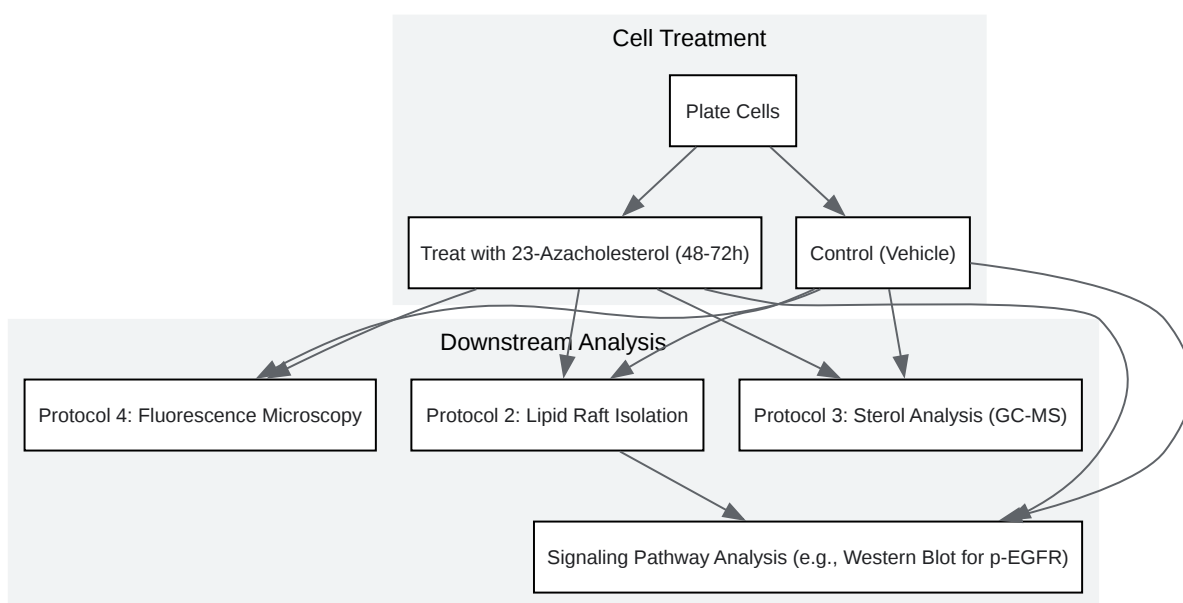 Cell Treatment
Plate Cells
Treat with 23-Azacholesterol (48-72h)
Control (Vehicle)
Downstream Analysis
Protocol 4: Fluorescence Microscopy
Protocol 2: Lipid Raft Isolation
Protocol 3: Sterol Analysis (GC-MS)
Signaling Pathway Analysis (e.g., Western Blot for p-EGFR)